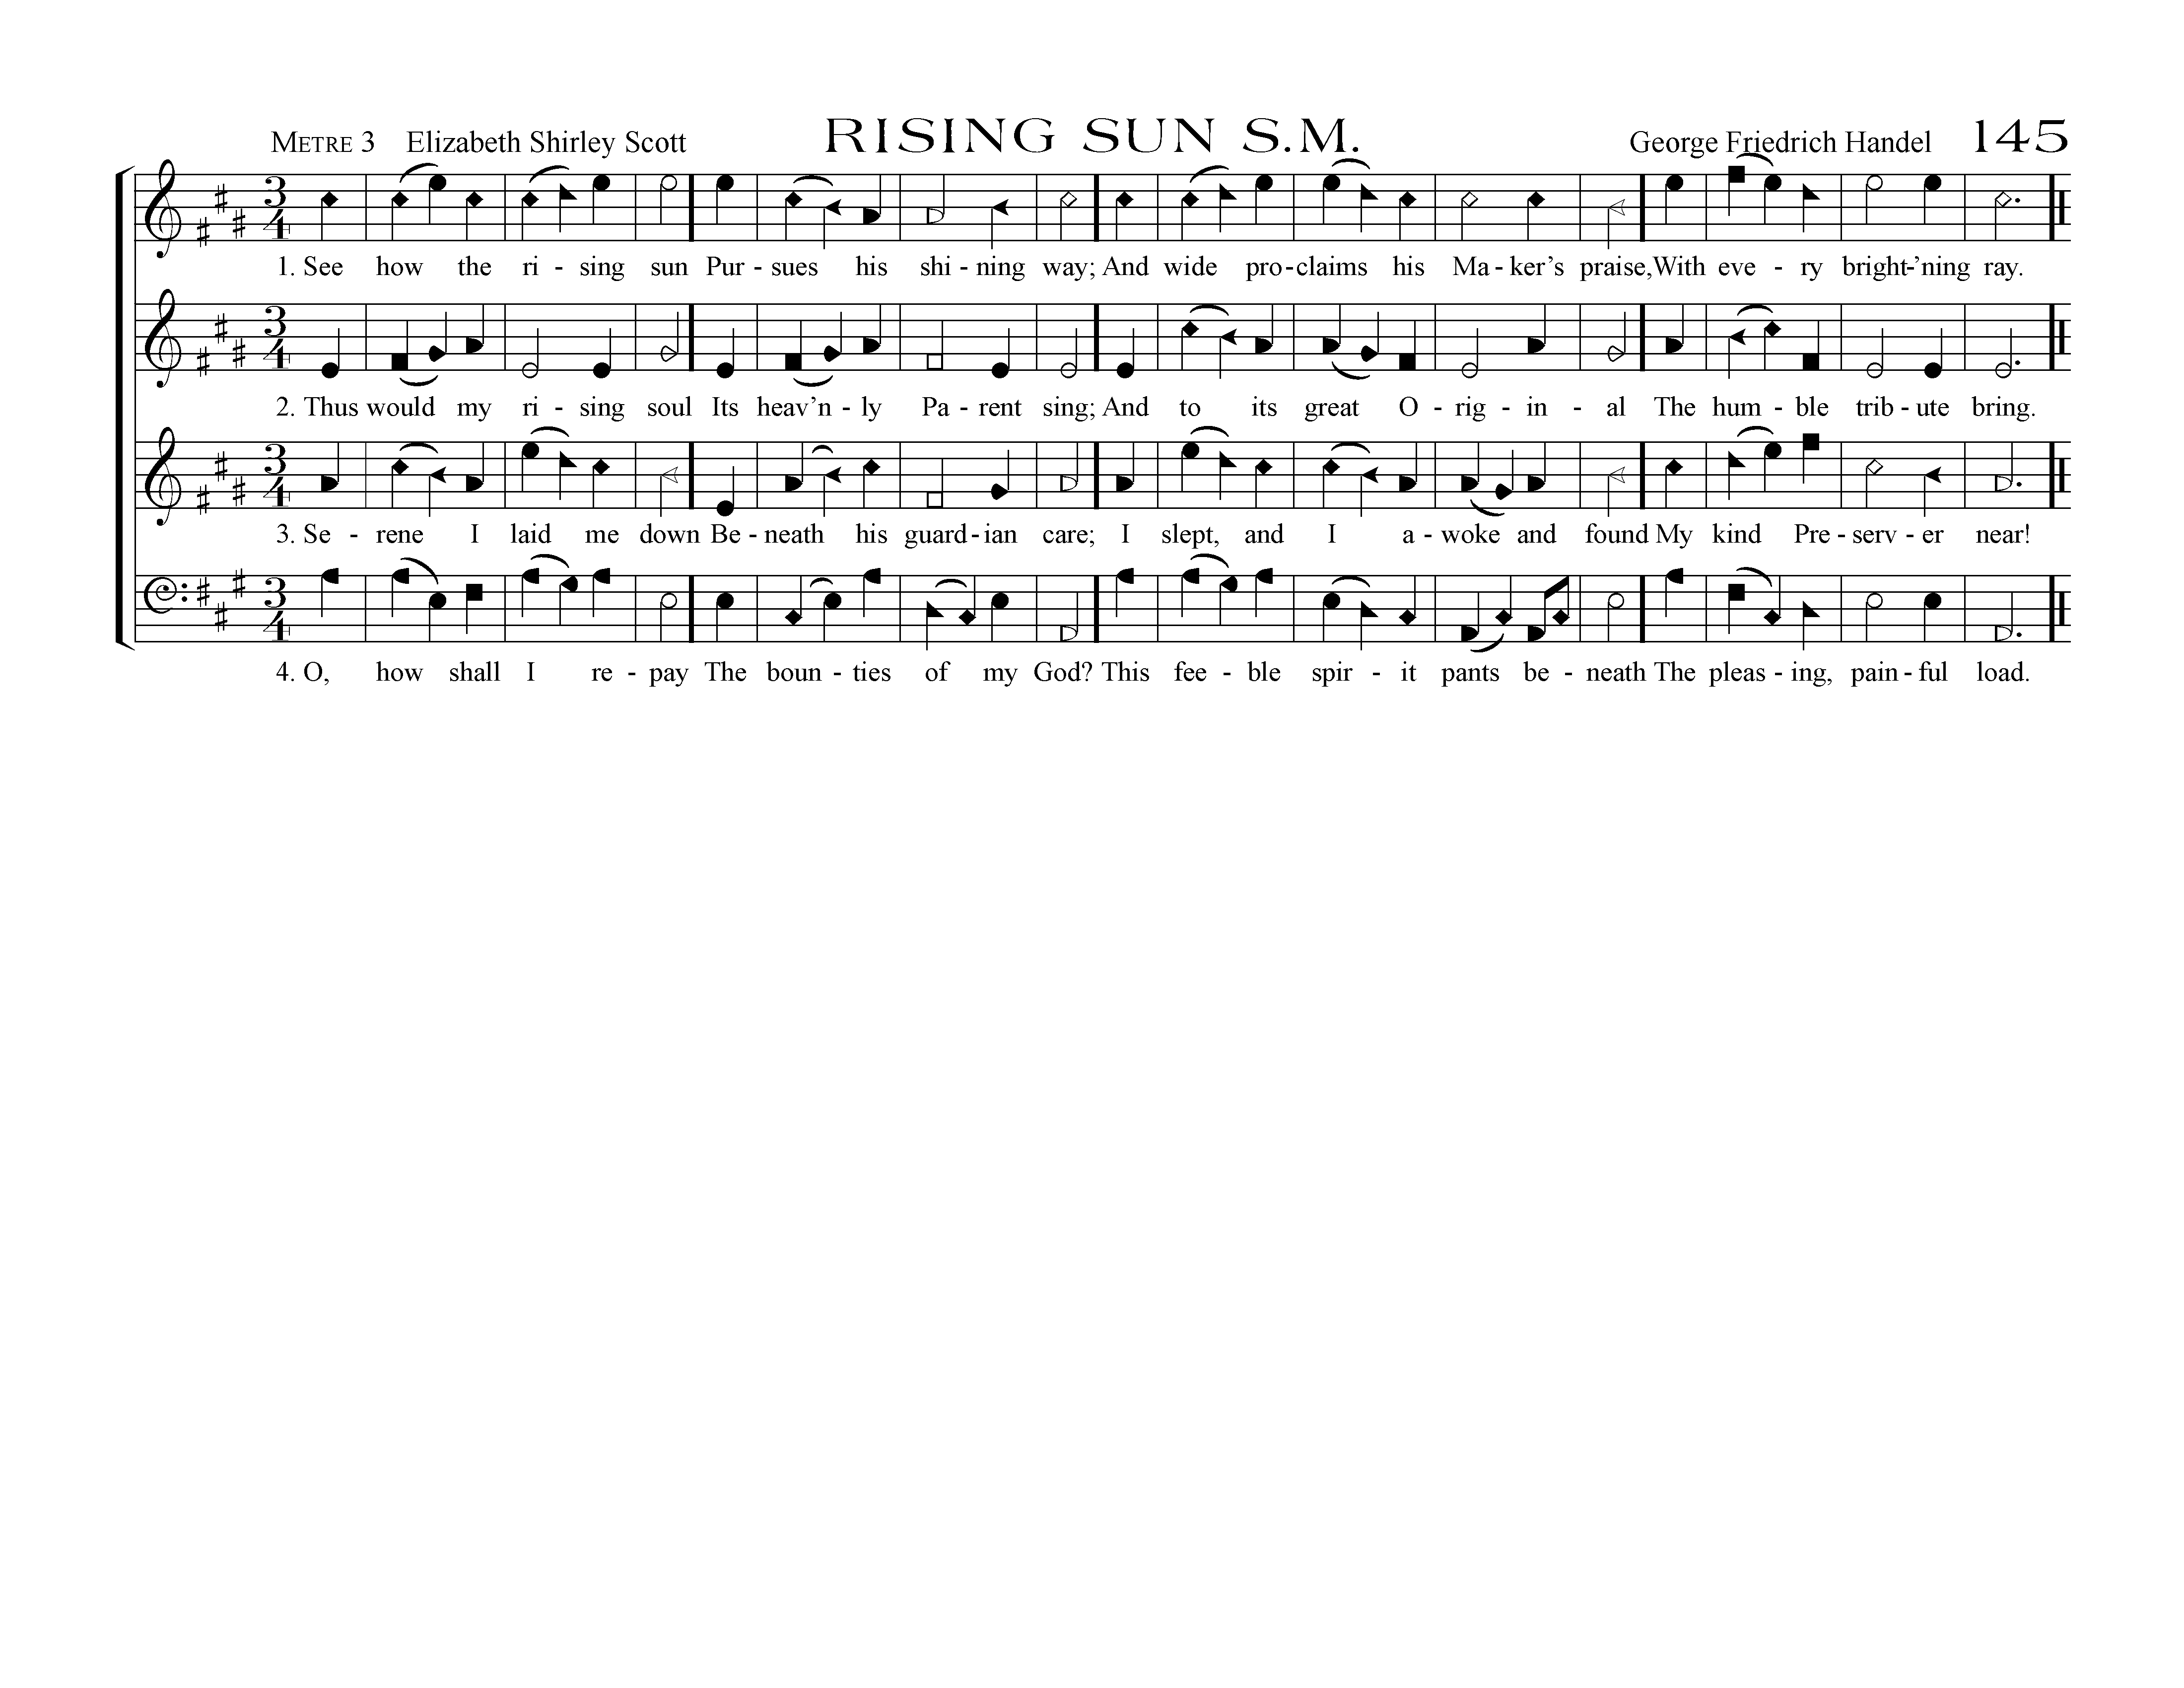 METRE 3 Elizabeth Shirley Scott RISING SUN S.M. George Friedrich Handel 145
3 4
1. See how the ri - sing sun Pur - sues his shi - ning way; And wide pro - claims his Ma - ker’s praise, With eve - ry bright - ’ning ray.
3 4
2. Thus would my ri - sing soul Its heav’n - ly Pa - rent sing; And to its great O - rig - in - al The hum - ble trib - ute bring.
3 4
3. Se - rene I laid me down Be - neath his guard - ian care; I slept, and I a - woke and found My kind Pre - serv - er near!
3 4
4. O, how shall I re - pay The boun - ties of my God? This fee - ble spir - it pants be - neath The pleas - ing, pain - ful load.